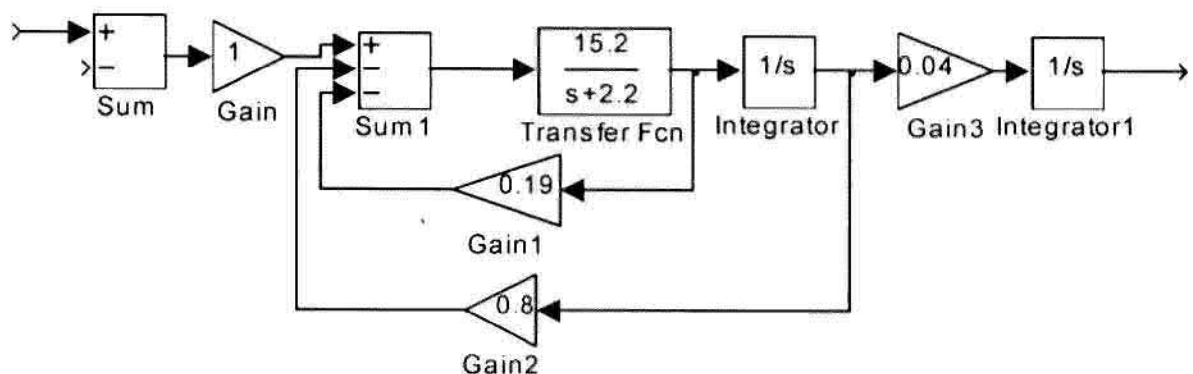 +
−
Sum
1
Gain
+
−
−
Sum1
15.2
s+2.2
Transfer Fcn
1/s
Integrator
0.04
Gain3
1/s
Integrator1
0.19
Gain1
0.8
Gain2